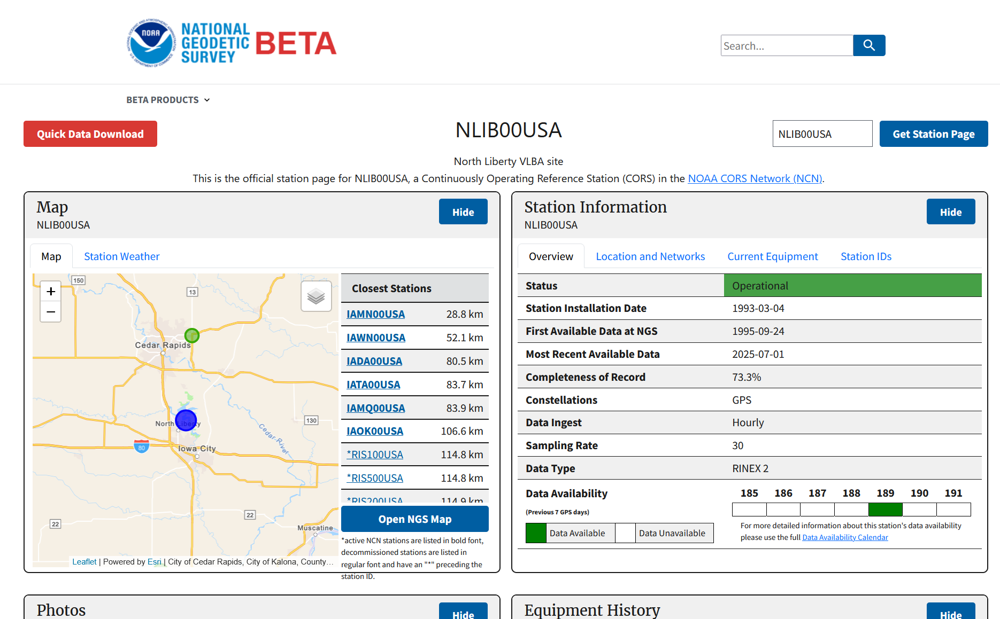 NOAA
NATIONAL OCEANIC AND ATMOSPHERIC ADMINISTRATION
U.S. DEPARTMENT OF COMMERCE
NATIONAL
GEODETIC
SURVEY
BETA
Search...
BETA PRODUCTS
Quick Data Download
NLIB00USA
NLIB00USA
Get Station Page
North Liberty VLBA site
This is the official station page for NLIB00USA, a Continuously Operating Reference Station (CORS) in the NOAA CORS Network (NCN).
Map
NLIB00USA
Hide
Map
Station Weather
+
−
150
13
Cedar Rapids
North Liberty
130
Cedar River
80
Iowa City
22
22
Muscatine
Leaflet | Powered by Esri | City of Cedar Rapids, City of Kalona, County...
Closest Stations
IAMN00USA 28.8 km
IAWN00USA 52.1 km
IADA00USA 80.5 km
IATA00USA 83.7 km
IAMQ00USA 83.9 km
IAOK00USA 106.6 km
*RIS100USA 114.8 km
*RIS500USA 114.8 km
*RIS200USA 114.9 km
Open NGS Map
*active NCN stations are listed in bold font,
decommissioned stations are listed in
regular font and have an "*" preceding the
station ID.
Station Information
NLIB00USA
Hide
Overview
Location and Networks
Current Equipment
Station IDs
Status Operational
Station Installation Date 1993-03-04
First Available Data at NGS 1995-09-24
Most Recent Available Data 2025-07-01
Completeness of Record 73.3%
Constellations GPS
Data Ingest Hourly
Sampling Rate 30
Data Type RINEX 2
Data Availability
(Previous 7 GPS days)
Data Available
Data Unavailable
185 186 187 188 189 190 191
For more detailed information about this station's data availability
please use the full Data Availability Calendar
Photos
Hide
Equipment History
Hide